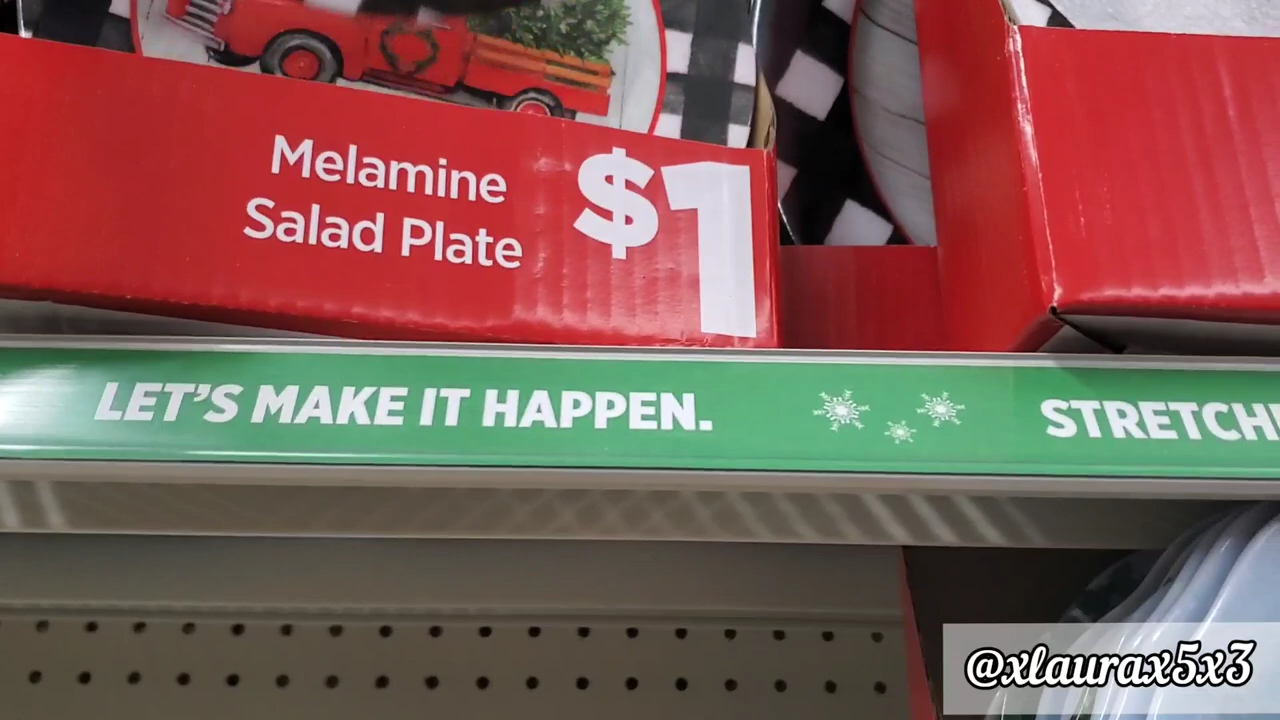 Melamine
Salad Plate
$1
LET'S MAKE IT HAPPEN.
@xlaurax5x3